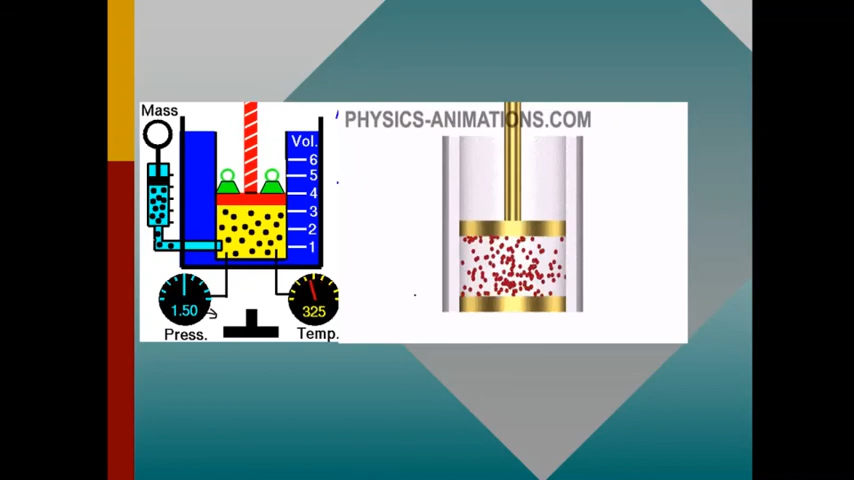 Mass
PHYSICS-ANIMATIONS.COM
Vol.
6
5
4
3
2
1
1.50
325
Press.
Temp.